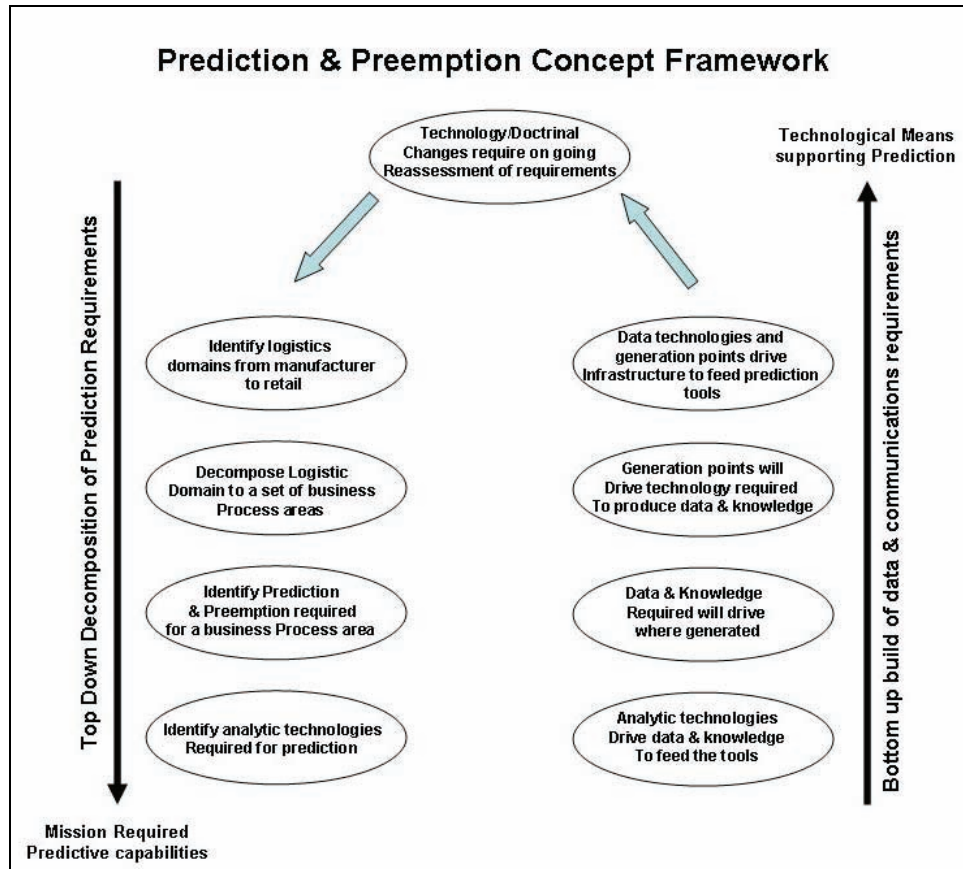 Prediction & Preemption Concept Framework
Technology/Doctrinal
Changes require on going
Reassessment of requirements
Technological Means
supporting Prediction
Top Down Decomposition of Prediction Requirements
Identify logistics
domains from manufacturer
to retail
Decompose Logistic
Domain to a set of business
Process areas
Identify Prediction
& Preemption required
for a business Process area
Identify analytic technologies
Required for prediction
Mission Required
Predictive capabilities
Data technologies and
generation points drive
Infrastructure to feed prediction
tools
Generation points will
Drive technology required
To produce data & knowledge
Data & Knowledge
Required will drive
where generated
Analytic technologies
Drive data & knowledge
To feed the tools
Bottom up build of data & communications requirements